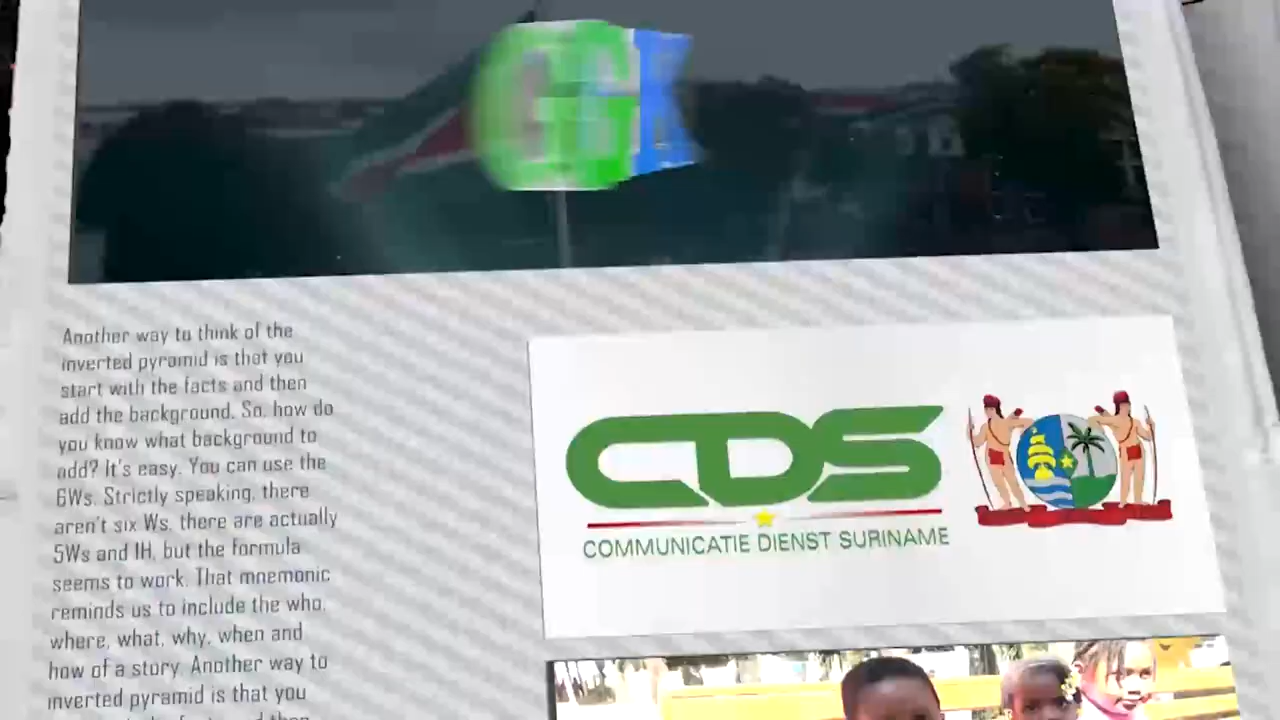 Another way to think of the
inverted pyramid is that you
start with the facts and then
add the background. So, how do
you know what background to
add? It's easy. You can use the
6Ws. Strictly speaking, there
aren't six Ws, there are actually
5Ws and IH, but the formula
seems to work. That mnemonic
reminds us to include the who,
where, what, why, when and
how of a story. Another way to
inverted pyramid is that you
CDS
COMMUNICATIE DIENST SURINAME